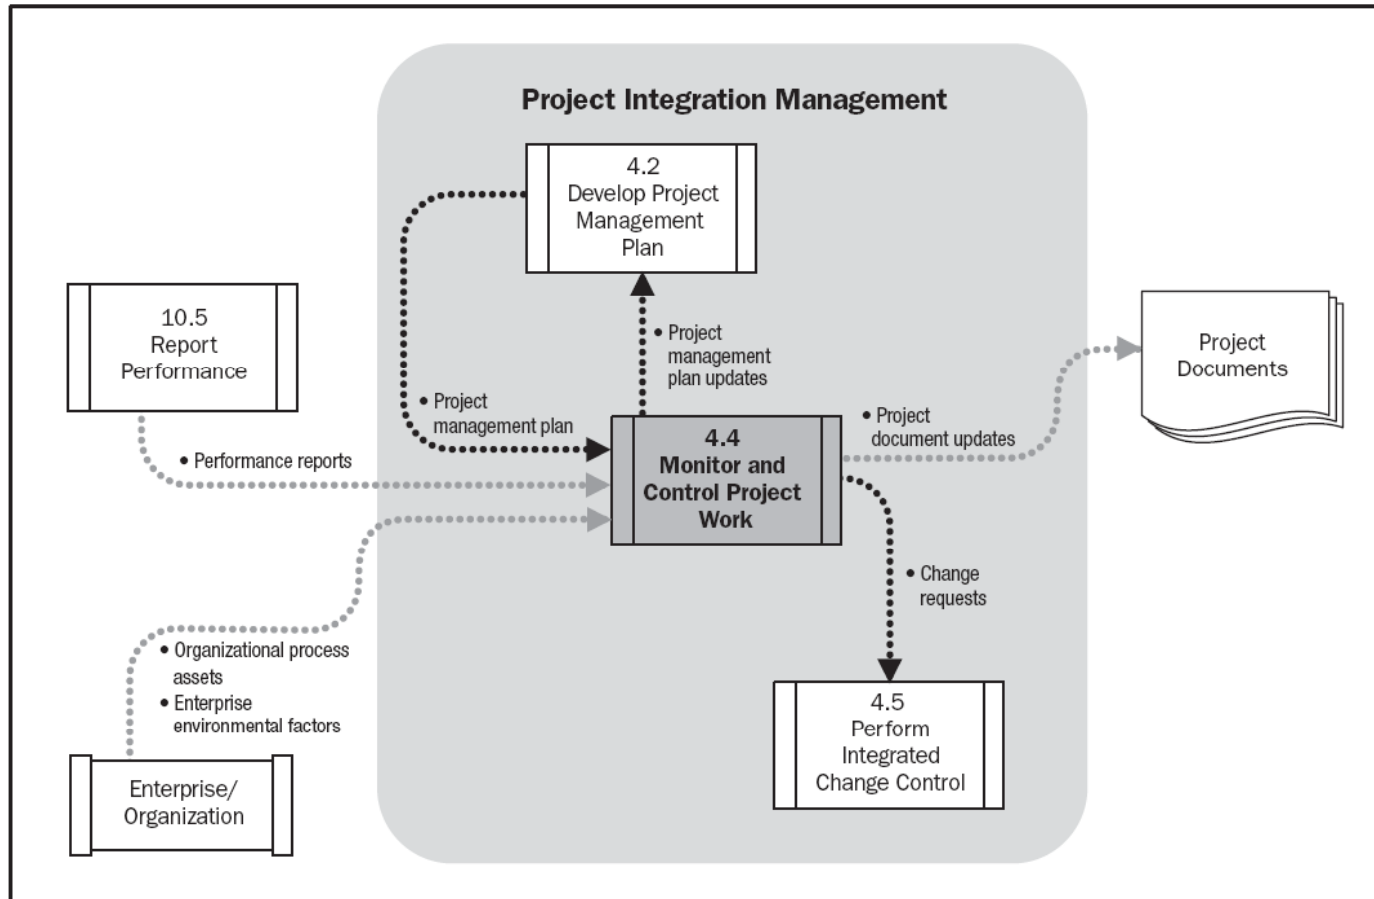 Project Integration Management
4.2
Develop Project
Management
Plan
10.5
Report
Performance
• Project
management
plan updates
Project
Documents
• Project
management plan
• Project
document updates
4.4
Monitor and
Control Project
Work
• Performance reports
• Change
requests
• Organizational process
assets
• Enterprise
environmental factors
4.5
Perform
Integrated
Change Control
Enterprise/
Organization